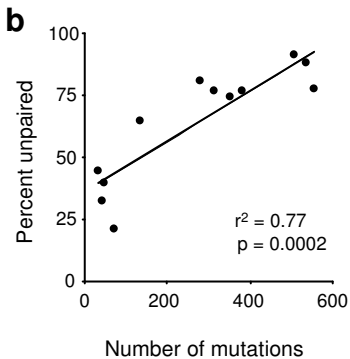 b
100
75
50
25
0
Percent unpaired
r² = 0.77
p = 0.0002
0 200 400 600
Number of mutations